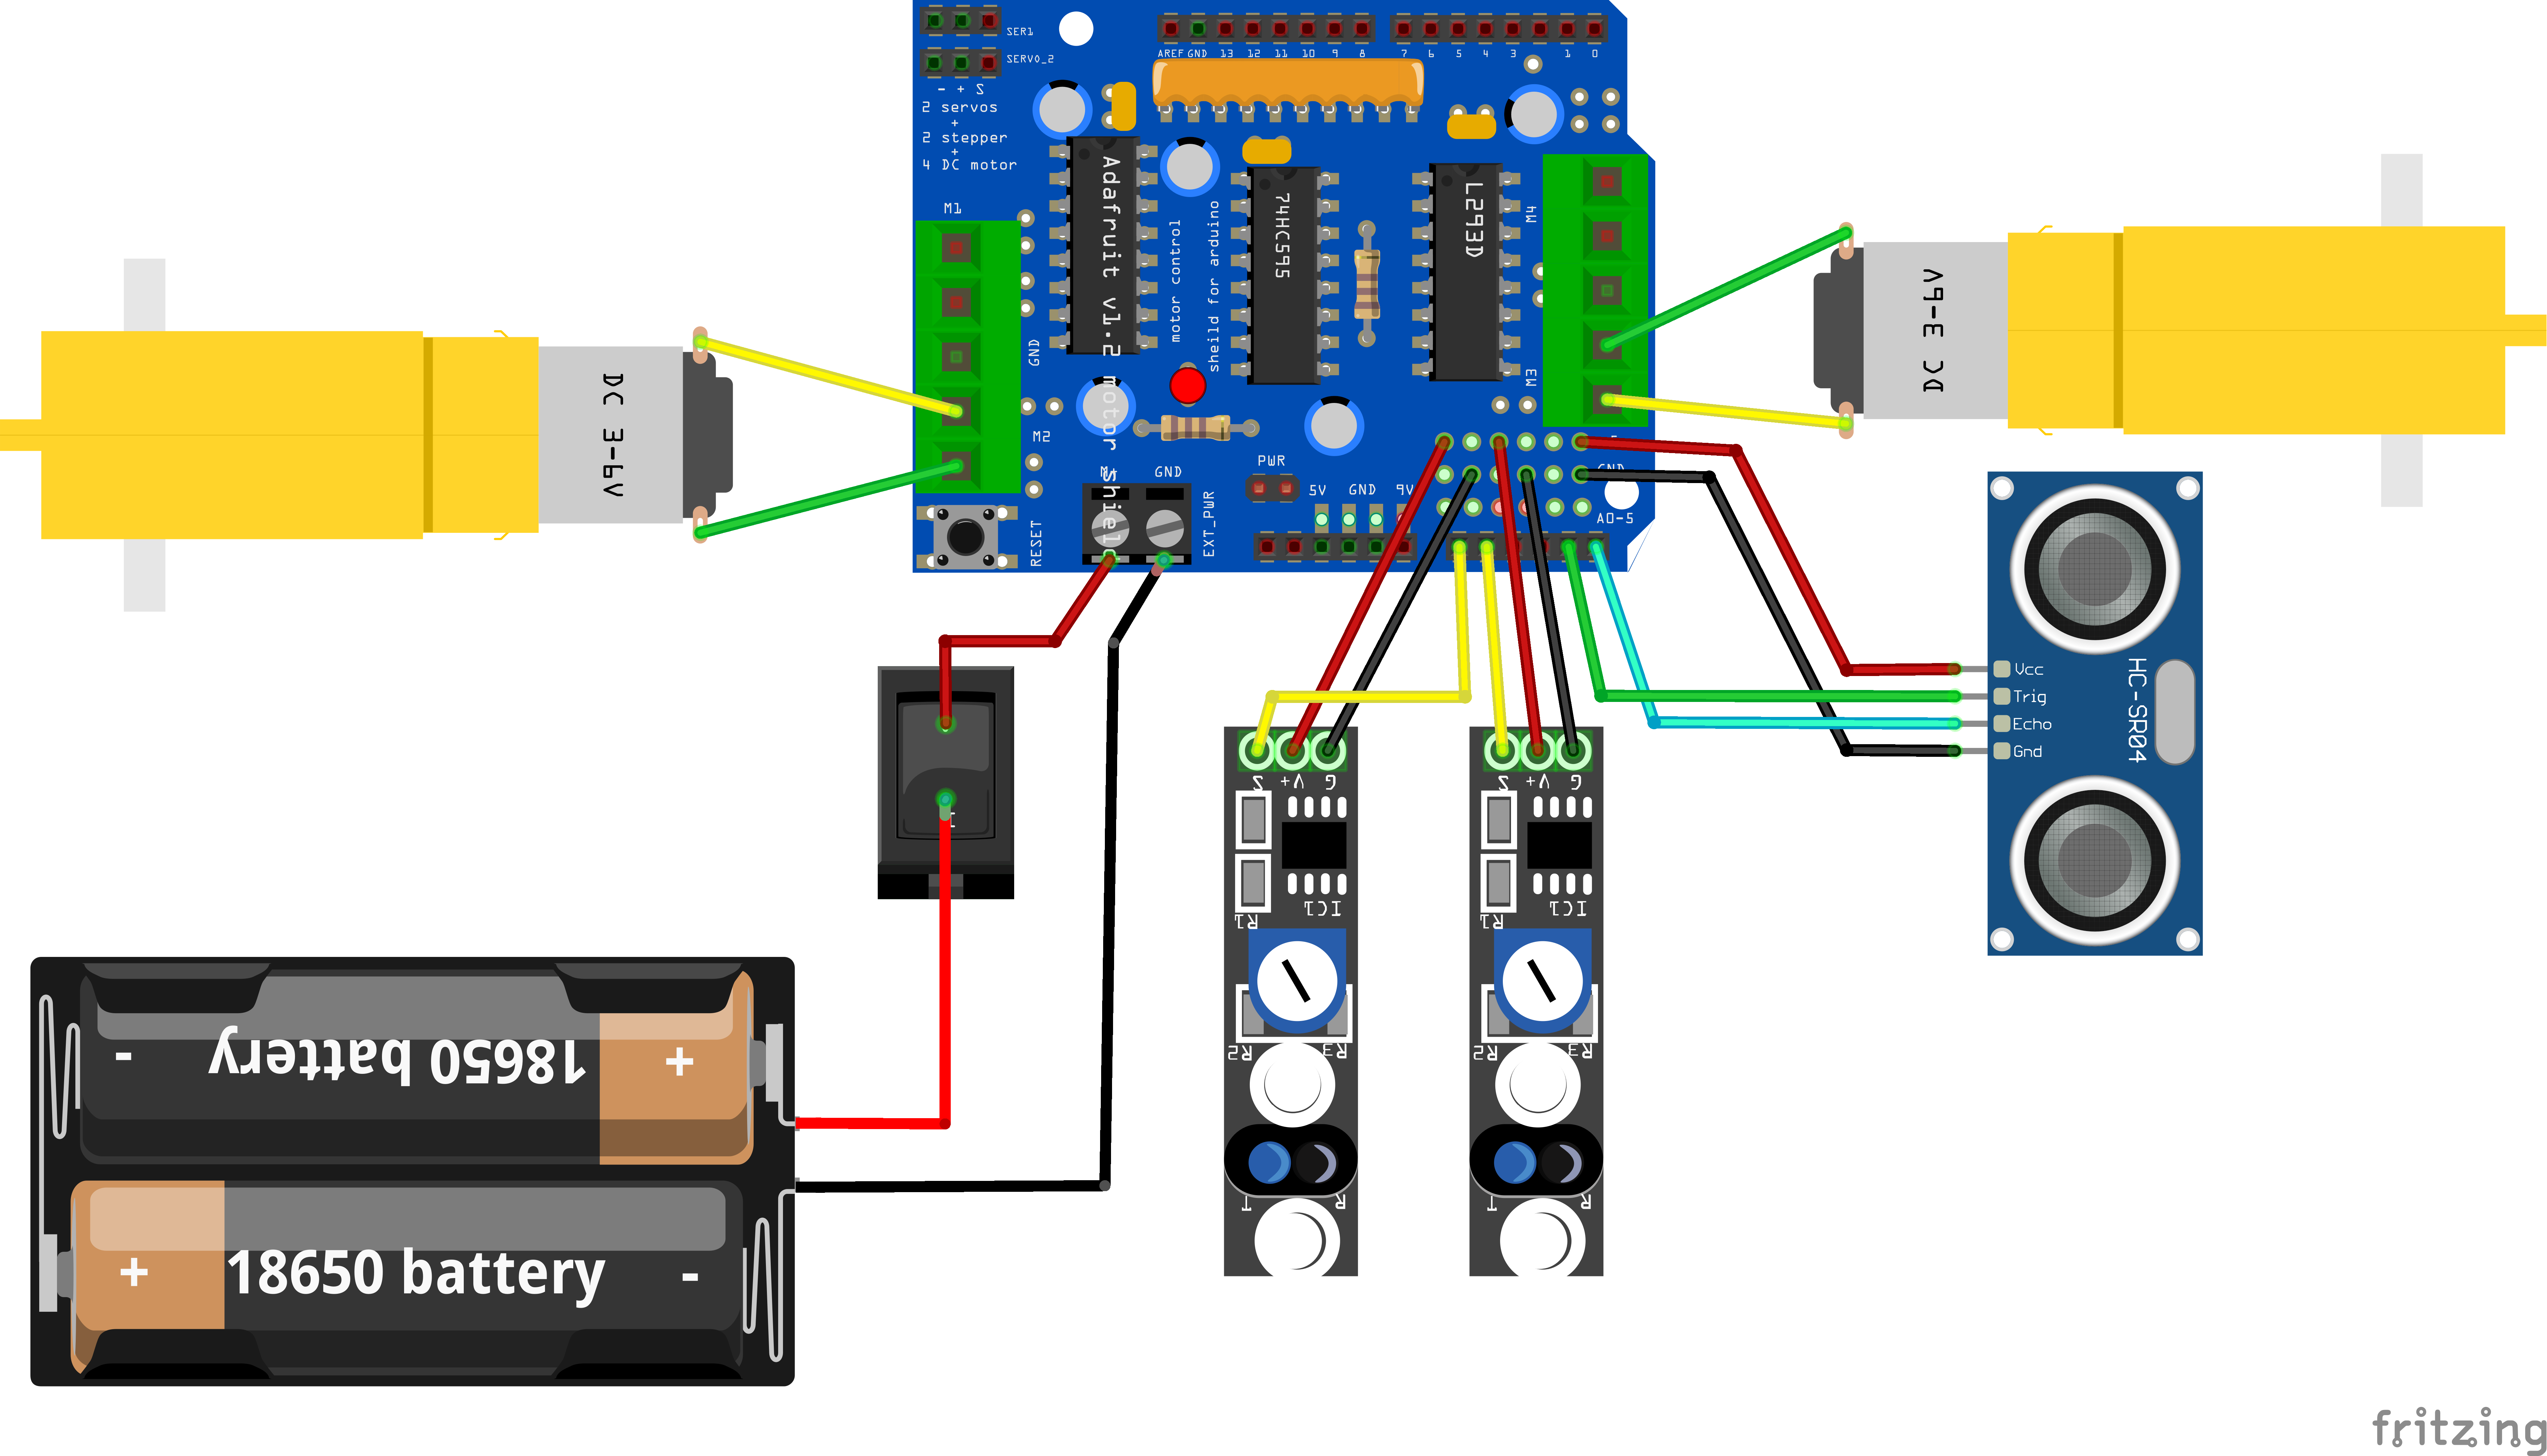 SER1
SERVO_2
- + S
2 servos
+
2 stepper
+
4 DC motor
AREF GND 13 12 11 10 9 8
7 6 5 4 3 1 0
M1
GND
M2
RESET
Adafruit v1.2 motor shield
motor control
sheild for arduino
74HC595
L293D
M4
M3
M+
GND
EXT_PWR
PWR
5V GND 9V
GND
A0-5
DC 3-6V
DC 3-6V
HC-SR04
Vcc
Trig
Echo
Gnd
1
S V+ G
R1
IC1
R2
R3
T
R
S V+ G
R1
IC1
R2
R3
T
R
- 18650 battery +
+ 18650 battery -
fritzing